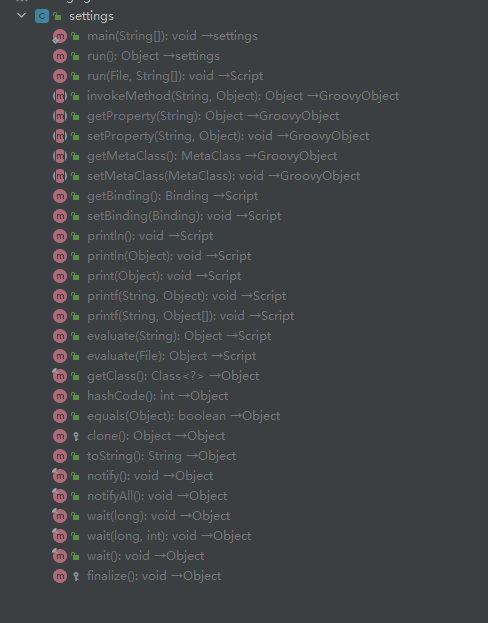 settings
main(String[]): void →settings
run(): Object →settings
run(File, String[]): void →Script
invokeMethod(String, Object): Object →GroovyObject
getProperty(String): Object →GroovyObject
setProperty(String, Object): void →GroovyObject
getMetaClass(): MetaClass →GroovyObject
setMetaClass(MetaClass): void →GroovyObject
getBinding(): Binding →Script
setBinding(Binding): void →Script
println(): void →Script
println(Object): void →Script
print(Object): void →Script
printf(String, Object): void →Script
printf(String, Object[]): void →Script
evaluate(String): Object →Script
evaluate(File): Object →Script
getClass(): Class<?> →Object
hashCode(): int →Object
equals(Object): boolean →Object
clone(): Object →Object
toString(): String →Object
notify(): void →Object
notifyAll(): void →Object
wait(long): void →Object
wait(long, int): void →Object
wait(): void →Object
finalize(): void →Object